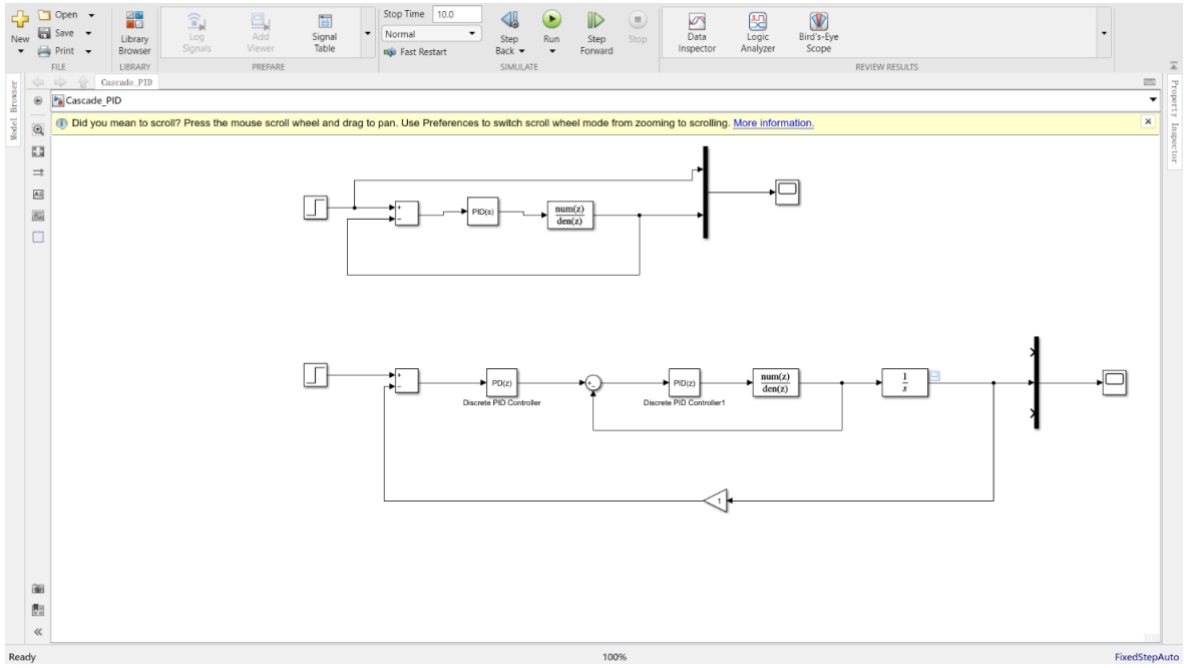 Open
Save
Print
New
Library
Browser
Log
Signals
Add
Viewer
Signal
Table
Stop Time 10.0
Normal
Fast Restart
Step
Back
Run
Step
Forward
Stop
Data
Inspector
Logic
Analyzer
Bird's-Eye
Scope
FILE
LIBRARY
PREPARE
SIMULATE
REVIEW RESULTS
Model Browser
Property Inspector
Cascade_PID
Cascade_PID
Did you mean to scroll? Press the mouse scroll wheel and drag to pan. Use Preferences to switch scroll wheel mode from zooming to scrolling. More information.
+
−
PID(s)
num(z)
den(z)
+
−
PD(z)
Discrete PID Controller
+
−
PID(z)
Discrete PID Controller1
num(z)
den(z)
1
s
1
Ready
100%
FixedStepAuto